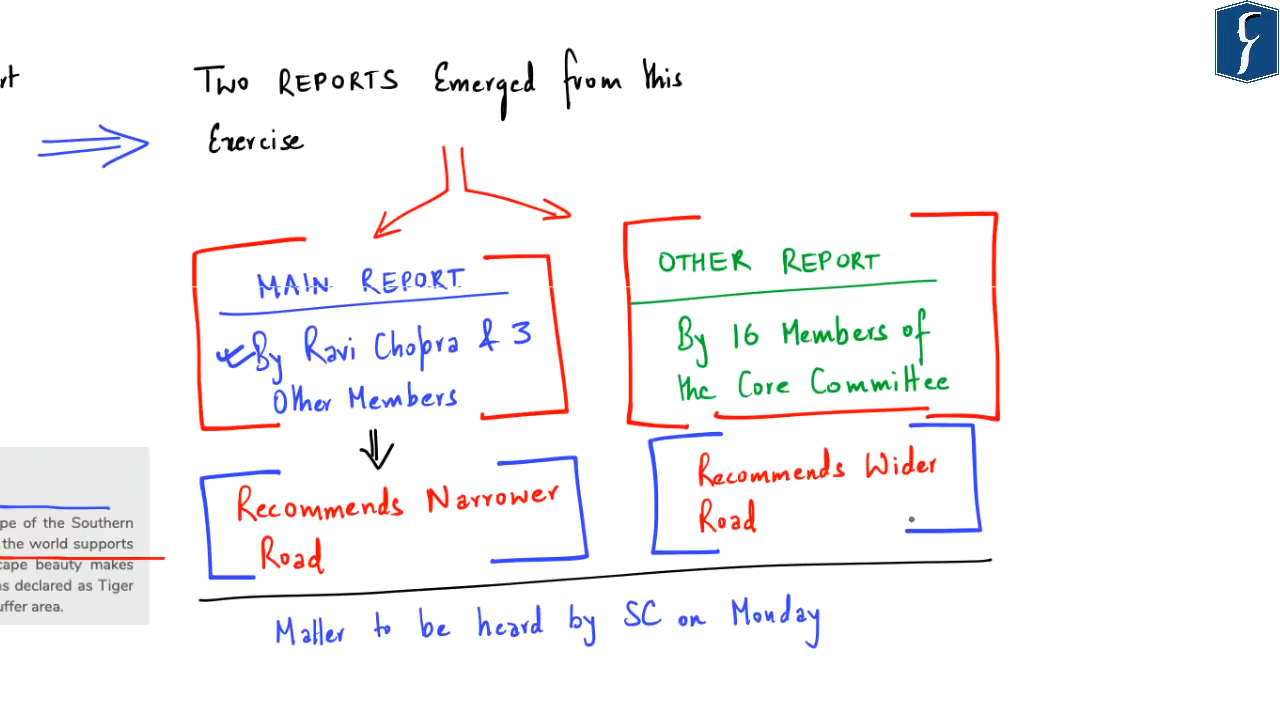 rt
TWO REPORTS Emerged from this
Exercise
MAIN REPORT
By Ravi Chopra & 3
Other Members
Recommends Narrower
Road
OTHER REPORT
By 16 Members of
the Core Committee
Recommends Wider
Road
Matter to be heard by SC on Monday
pe of the Southern
the world supports
cape beauty makes
s declared as Tiger
uffer area.